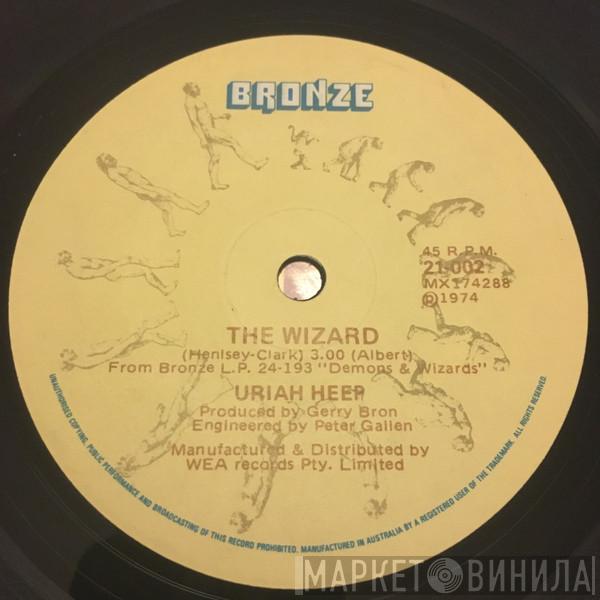 BRONZE
45 R.P.M.
21-002
MX174288
Ⓟ1974
THE WIZARD
(Henlsey-Clark) 3.00 (Albert)
From Bronze L.P. 24-193 "Demons & Wizards"
URIAH HEEP
Produced by Gerry Bron
Engineered by Peter Gallen
Manufactured & Distributed by
WEA records Pty. Limited
UNAUTHORISED COPYING, PUBLIC PERFORMANCE AND BROADCASTING OF THIS RECORD PROHIBITED. MANUFACTURED IN AUSTRALIA BY A REGISTERED USER OF THE TRADEMARK. ALL RIGHTS RESERVED.
МАРКЕТ ВИНИЛА